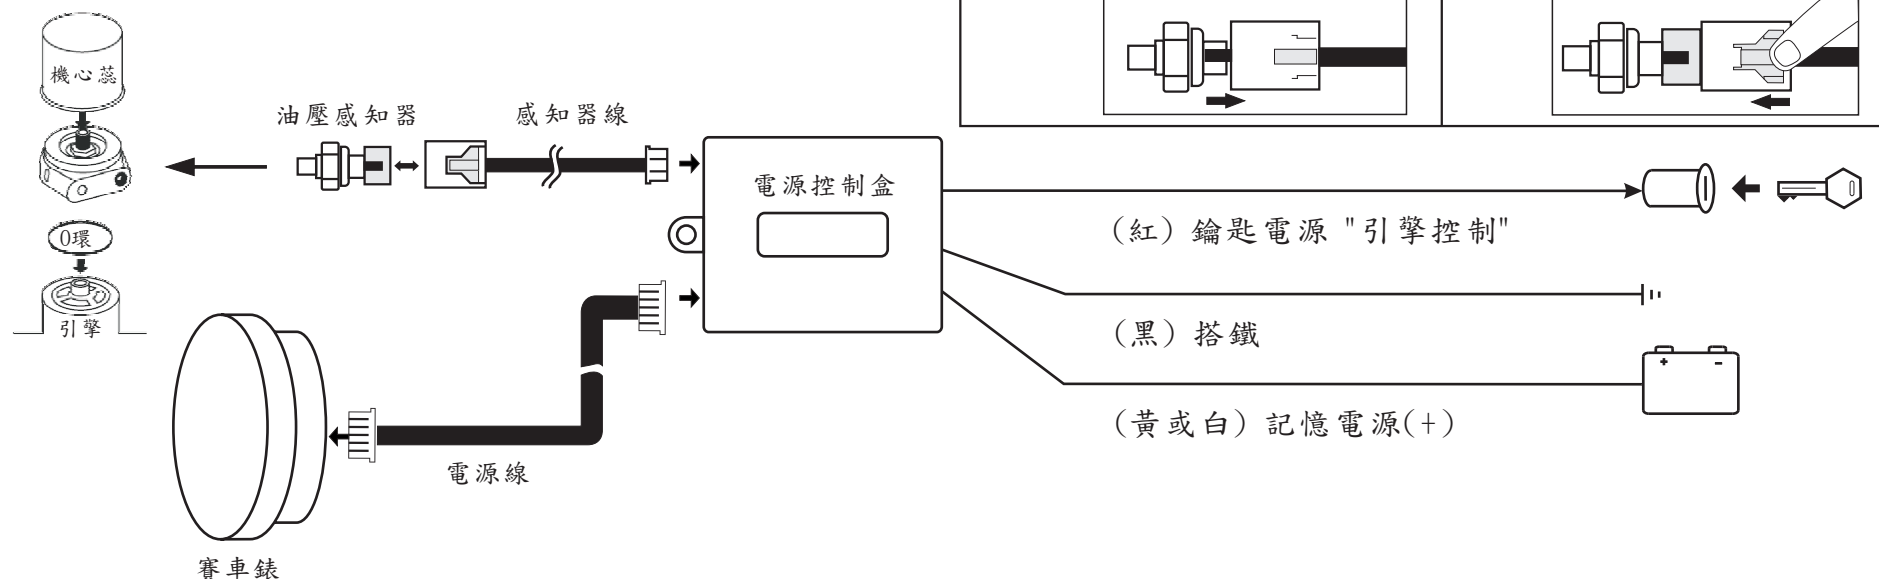 機心蕊
油壓感知器
感知器線
電源控制盒
(紅) 鑰匙電源 "引擎控制"
O環
引擎
(黑) 搭鐵
+ -
(黃或白) 記憶電源(+)
電源線
賽車錶